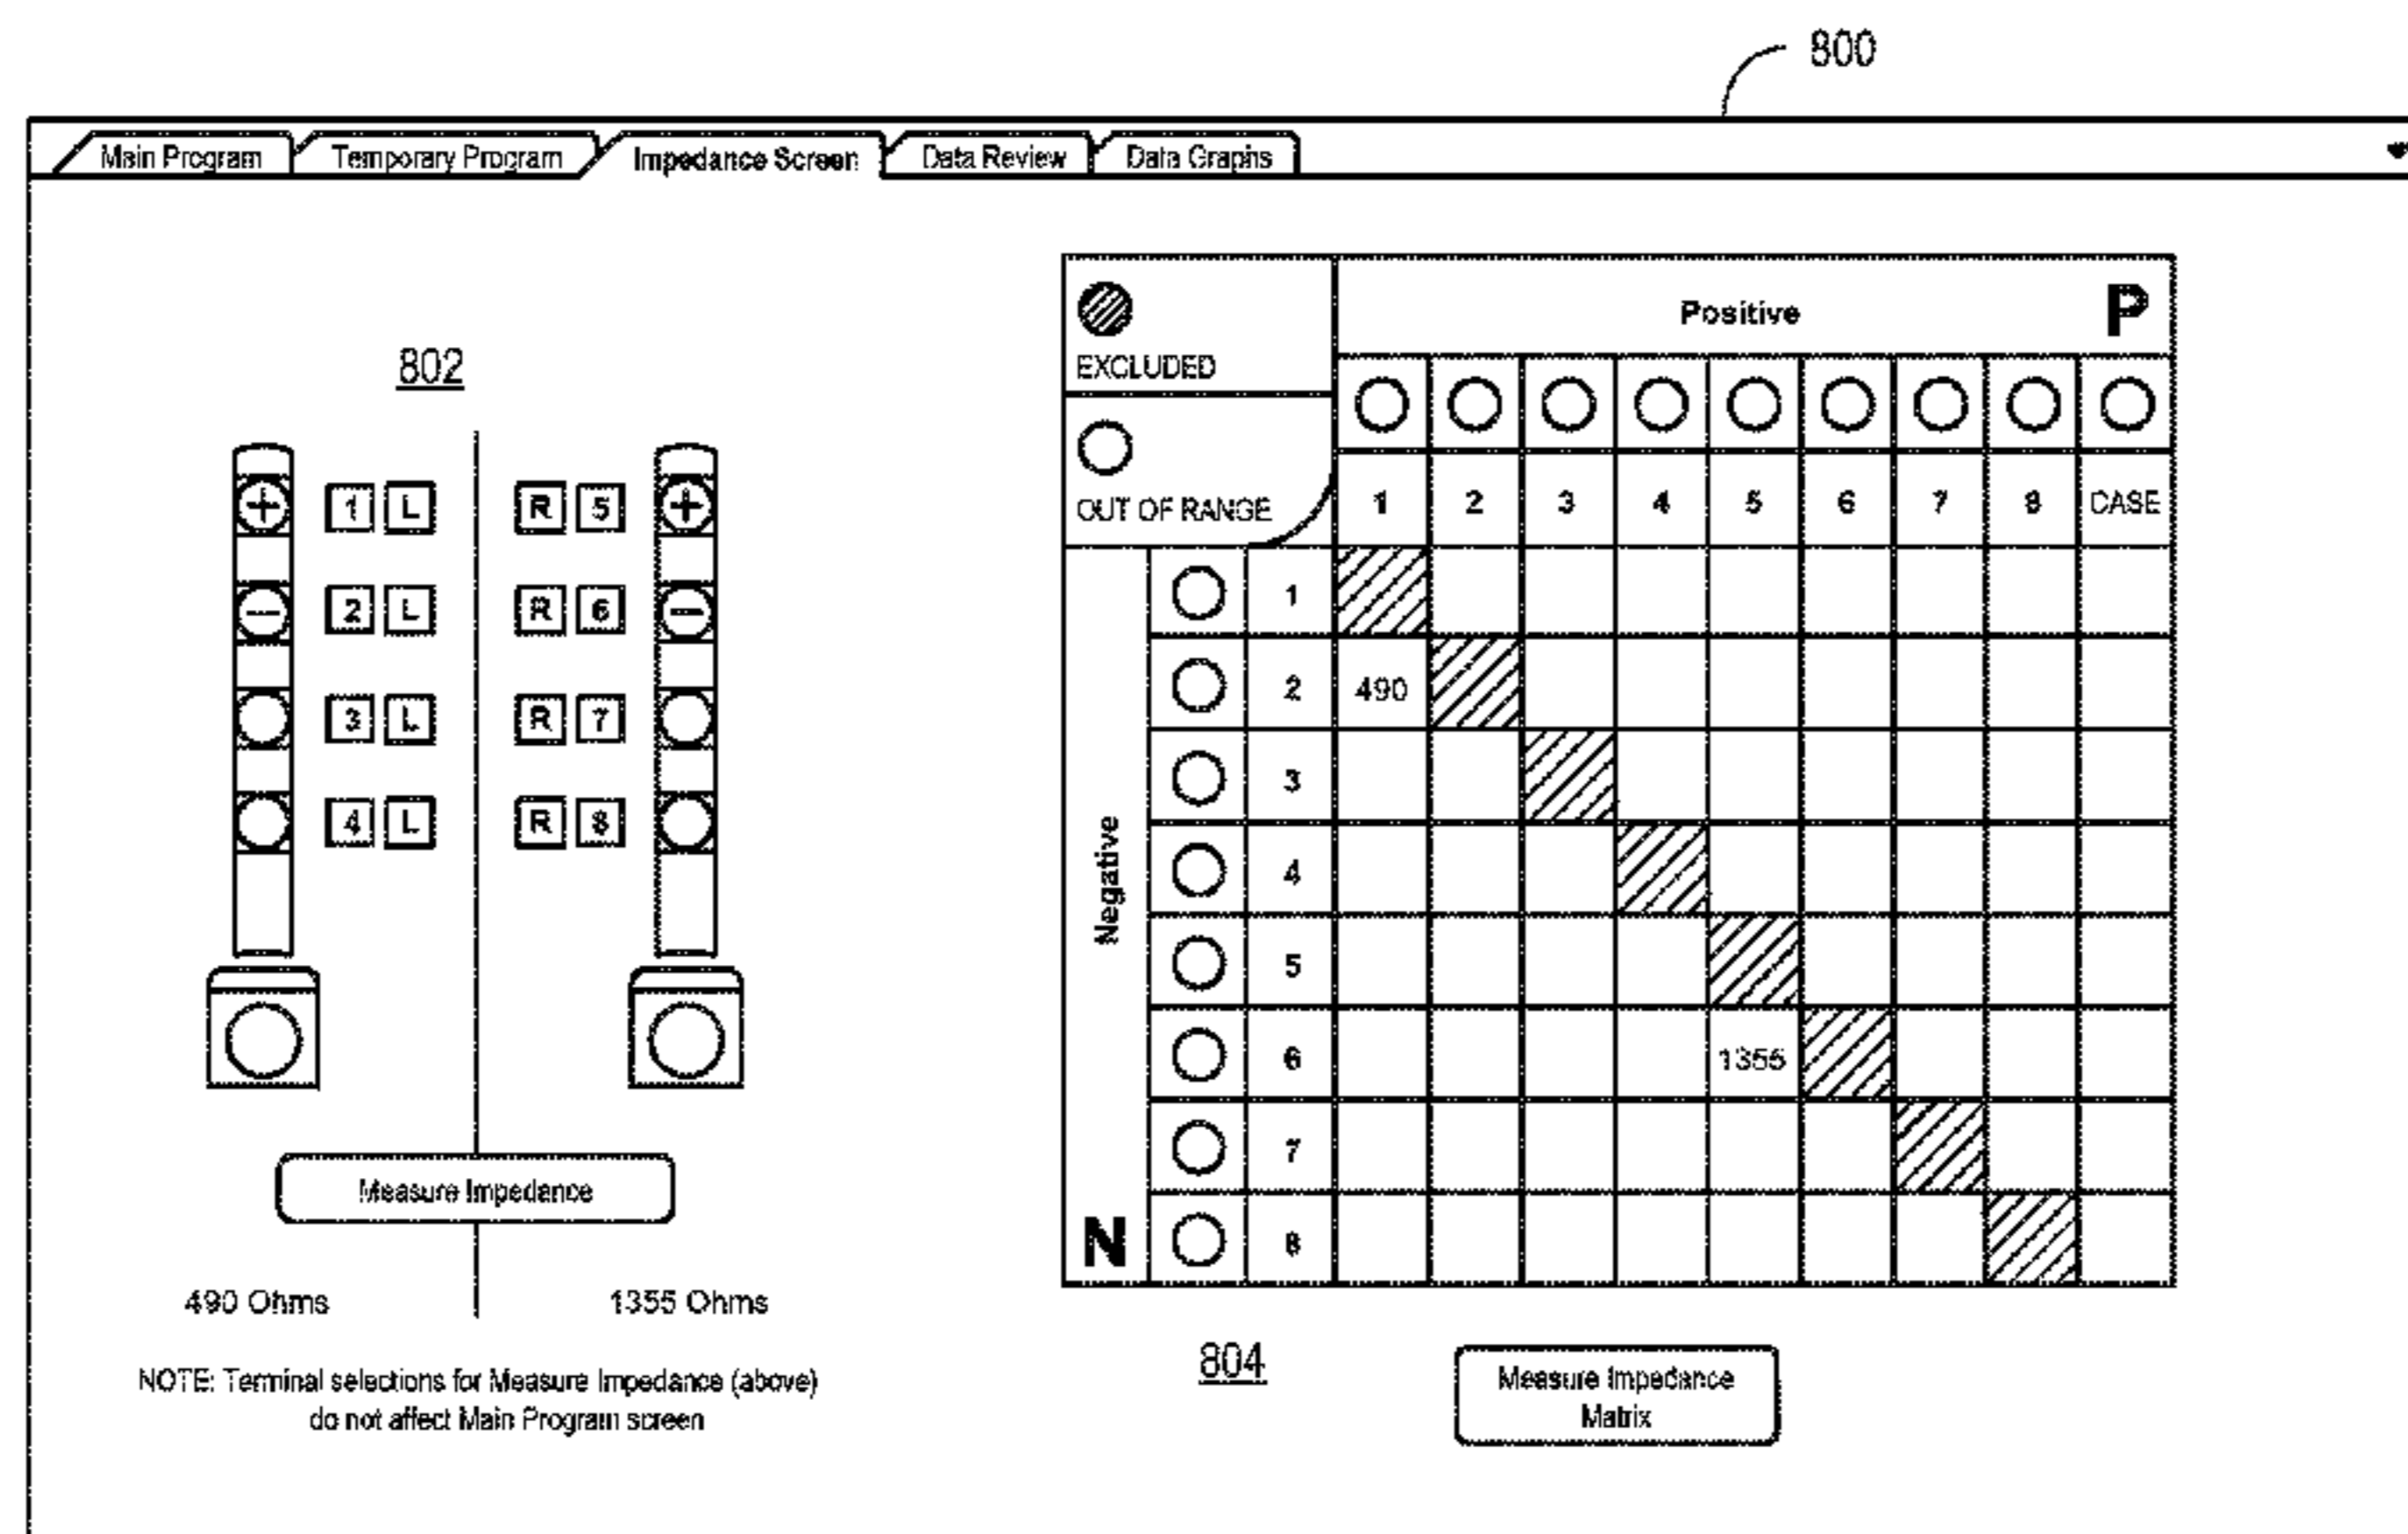 800
Main Program Temporary Program Impedance Screen Data Review Data Graphs
802
1 L R 5
2 L R 6
3 L R 7
4 L R 8
Measure Impedance
490 Ohms 1355 Ohms
NOTE: Terminal selections for Measure Impedance (above)
do not affect Main Program screen
EXCLUDED
OUT OF RANGE
Positive P
1 2 3 4 5 6 7 8 CASE
Negative
N
1
2 490
3
4
5
6 1355
7
8
804
Measure Impedance
Matrix